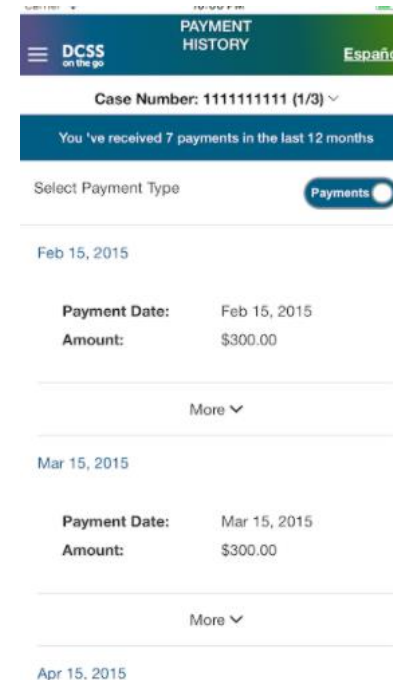 PAYMENT
HISTORY
DCSS
on the go
Case Number: 1111111111 (1/3)
You 've received 7 payments in the last 12 months
Select Payment Type
Payments
Feb 15, 2015
Payment Date: Feb 15, 2015
Amount: $300.00
More
Mar 15, 2015
Payment Date: Mar 15, 2015
Amount: $300.00
More
Apr 15, 2015